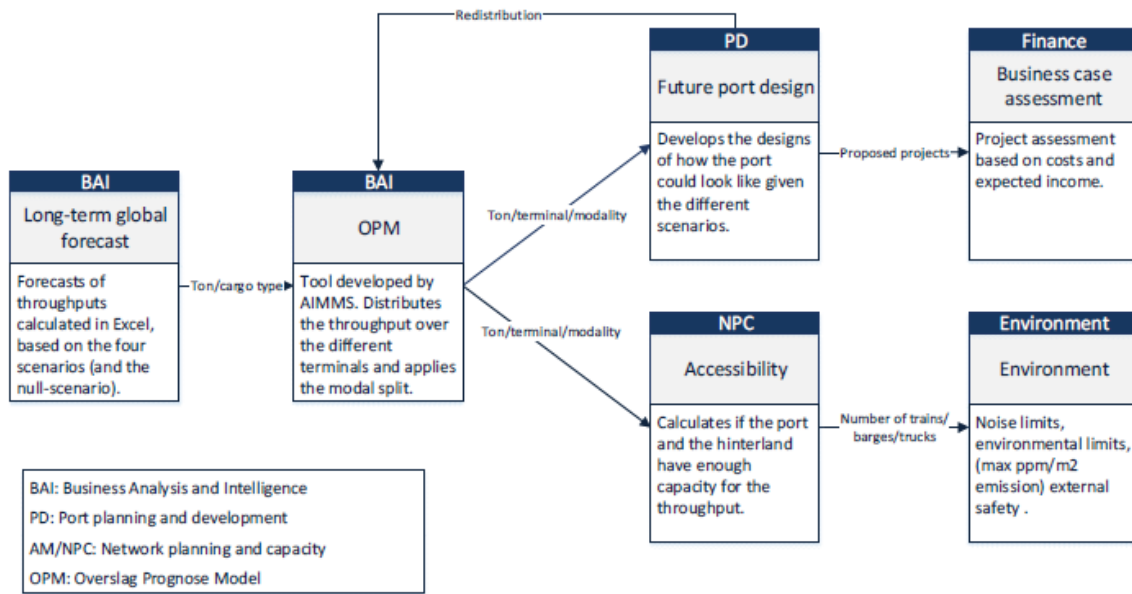 Redistribution
PD
Future port design
Develops the designs
of how the port
could look like given
the different
scenarios.
Proposed projects
Finance
Business case
assessment
Project assessment
based on costs and
expected income.
BAI
Long-term global
forecast
Forecasts of
throughputs
calculated in Excel,
based on the four
scenarios (and the
null-scenario).
Ton/cargo type
BAI
OPM
Tool developed by
AIMMS. Distributes
the throughput over
the different
terminals and applies
the modal split.
Ton/terminal/modality
Ton/terminal/modality
NPC
Accessibility
Calculates if the port
and the hinterland
have enough
capacity for the
throughput.
Number of trains/
barges/trucks
Environment
Environment
Noise limits,
environmental limits,
(max ppm/m2
emission) external
safety .
BAI: Business Analysis and Intelligence
PD: Port planning and development
AM/NPC: Network planning and capacity
OPM: Overslag Prognose Model